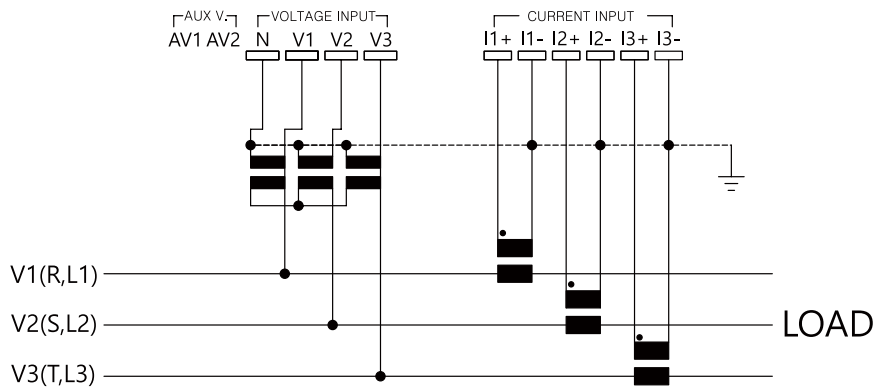 AUX V. VOLTAGE INPUT CURRENT INPUT
AV1 AV2 N V1 V2 V3 I1+ I1- I2+ I2- I3+ I3-
V1(R,L1)
V2(S,L2) LOAD
V3(T,L3)